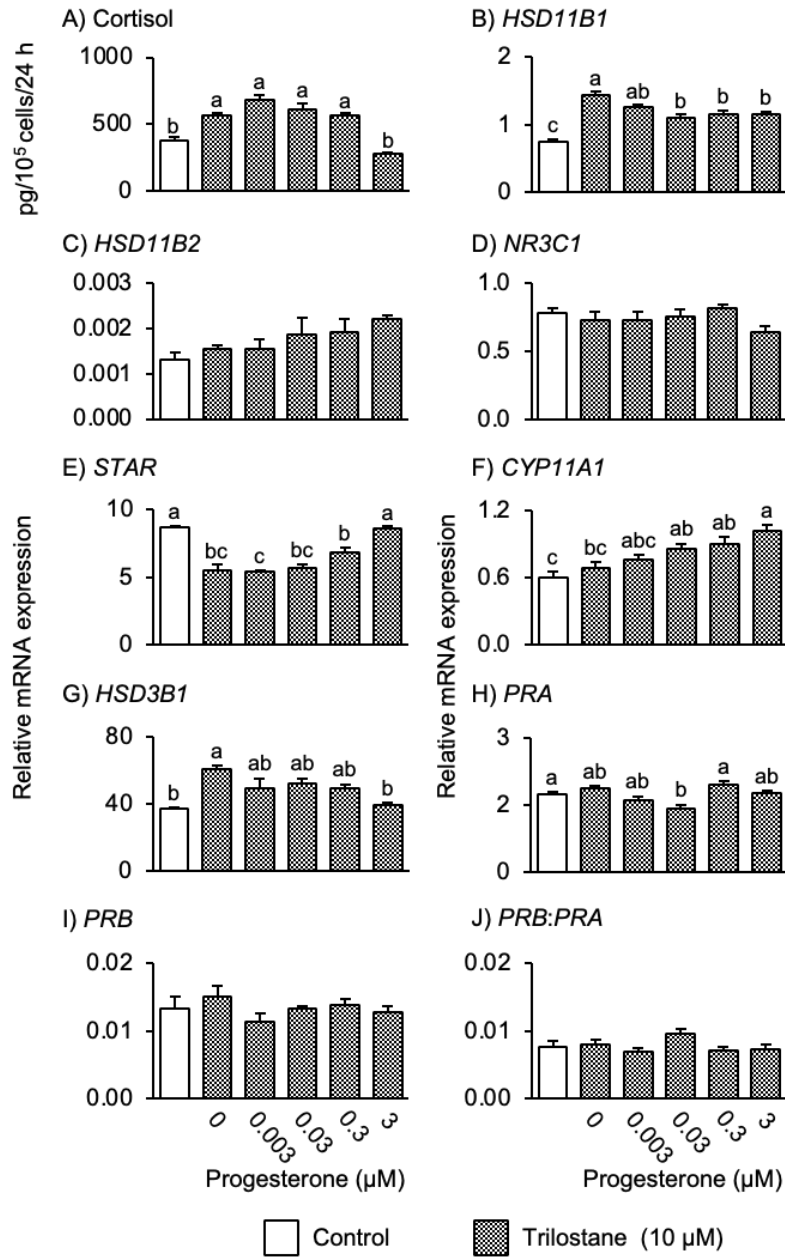 A) Cortisol
pg/10⁵ cells/24 h
1000
500
0
b
a
a
a
a
b
B) HSD11B1
2
1
0
c
a
ab
b
b
b
C) HSD11B2
0.003
0.002
0.001
0.000
D) NR3C1
1.0
0.5
0.0
Relative mRNA expression
E) STAR
10
5
0
a
bc
c
bc
b
a
Relative mRNA expression
F) CYP11A1
1.2
0.6
0.0
c
bc
abc
ab
ab
a
G) HSD3B1
80
40
0
b
a
ab
ab
ab
b
H) PRA
3
2
0
a
ab
ab
b
a
ab
I) PRB
0.02
0.01
0.00
0
0.003
0.03
0.3
3
Progesterone (µM)
J) PRB:PRA
0.02
0.01
0.00
0
0.003
0.03
0.3
3
Progesterone (µM)
Control
Trilostane (10 µM)